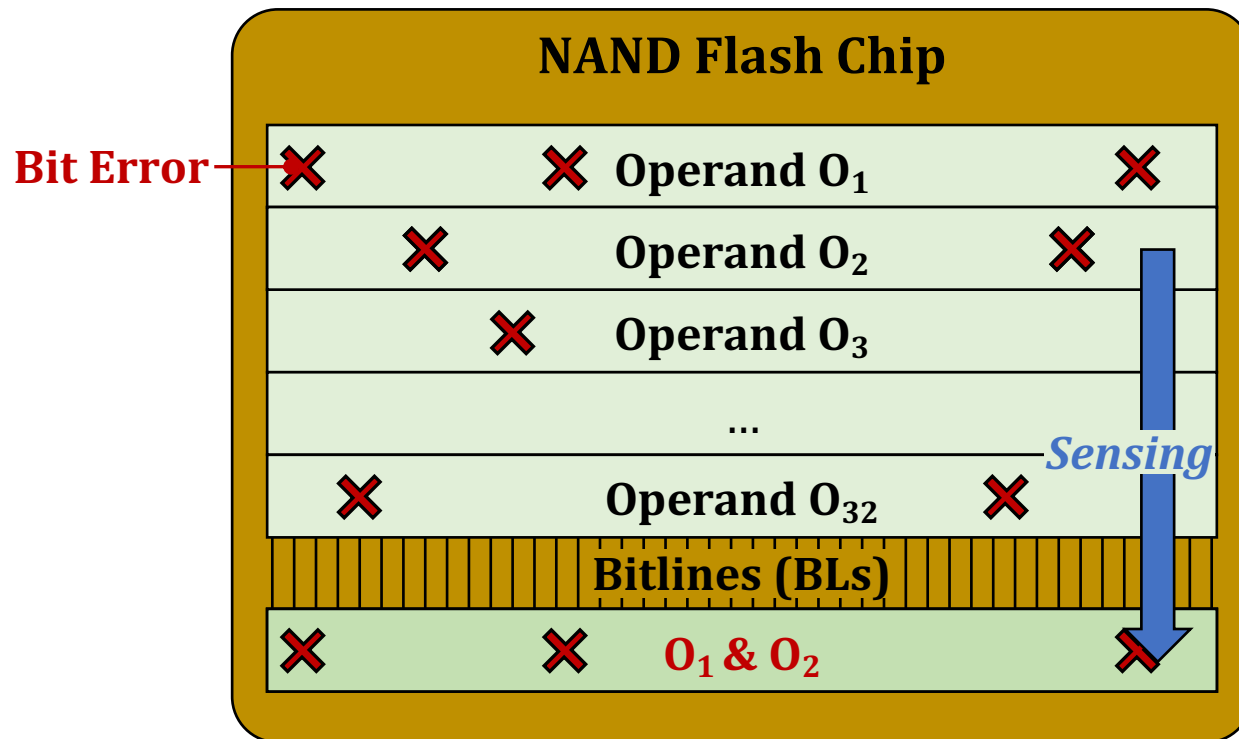 NAND Flash Chip
Bit Error
Operand O₁
Operand O₂
Operand O₃
...
Sensing
Operand O₃₂
Bitlines (BLs)
O₁ & O₂